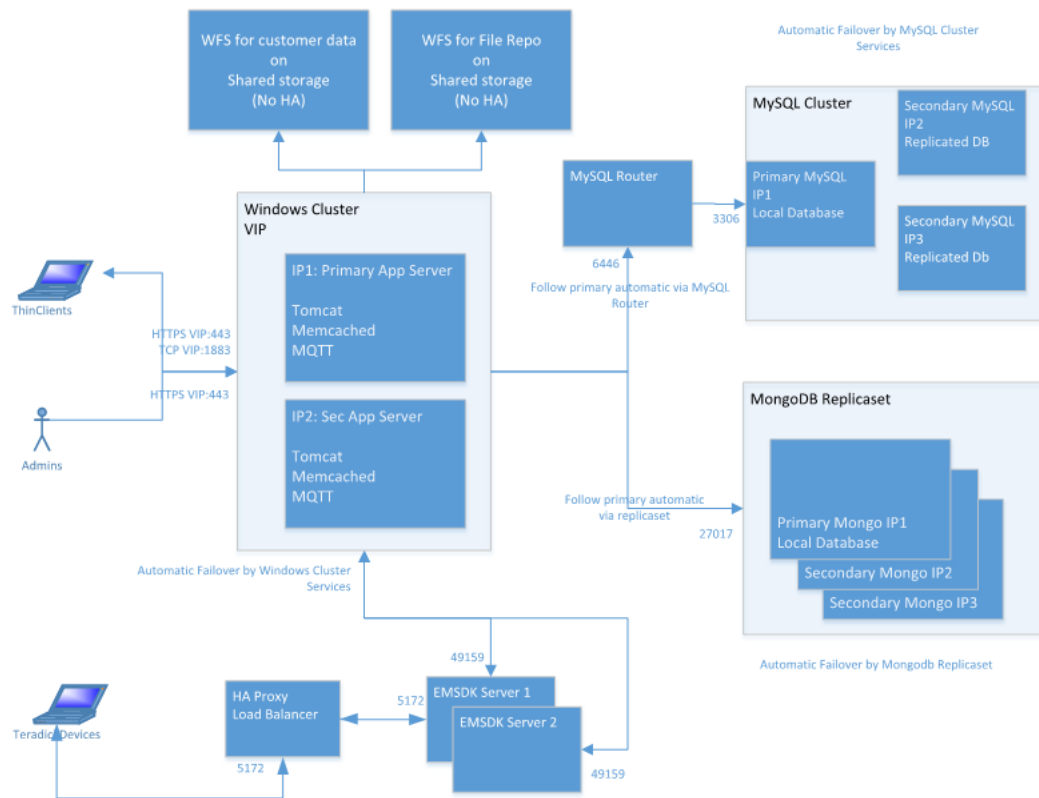 WFS for customer data
on
Shared storage
(No HA)
WFS for File Repo
on
Shared storage
(No HA)
Automatic Failover by MySQL Cluster
Services
MySQL Cluster
Secondary MySQL
IP2
Replicated DB
Primary MySQL
IP1
Local Database
Secondary MySQL
IP3
Replicated Db
MySQL Router
3306
6446
Follow primary automatic via MySQL
Router
Windows Cluster
VIP
IP1: Primary App Server
Tomcat
Memcached
MQTT
IP2: Sec App Server
Tomcat
Memcached
MQTT
ThinClients
HTTPS VIP:443
TCP VIP:1883
HTTPS VIP:443
Admins
MongoDB Replicaset
Follow primary automatic
via replicaset
27017
Primary Mongo IP1
Local Database
Secondary Mongo IP2
Secondary Mongo IP3
Automatic Failover by Mongodb Replicaset
Automatic Failover by Windows Cluster
Services
49159
HA Proxy
Load Balancer
5172
EMSDK Server 1
EMSDK Server 2
49159
Teradici Devices
5172